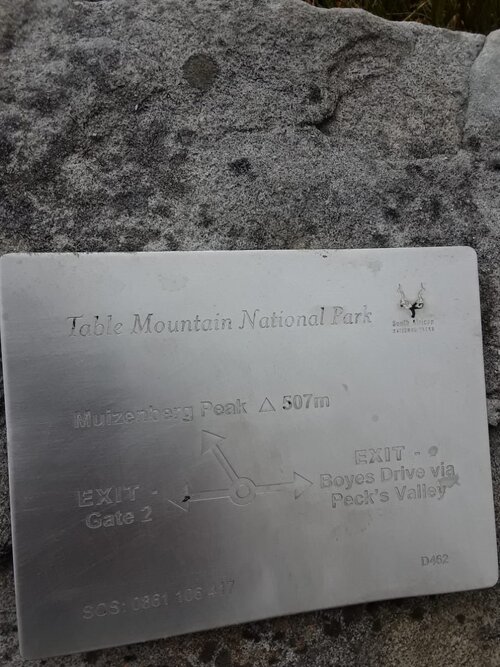 Table Mountain National Park
South African
NATIONAL PARKS
Muizenberg Peak △ 507m
EXIT -
Gate 2
EXIT -
Boyes Drive via
Peck's Valley
D462
SOS: 0861 106 417